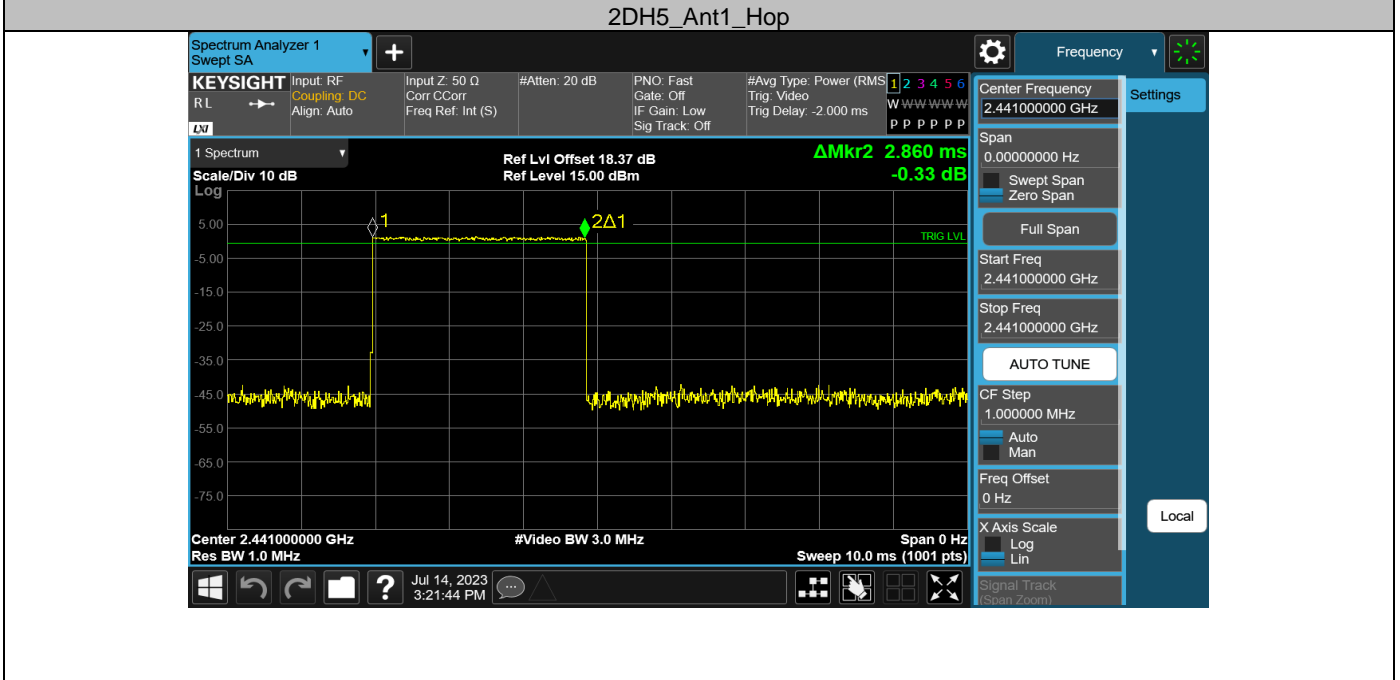 2DH5_Ant1_Hop
Spectrum Analyzer 1
Swept SA
+
Frequency
KEYSIGHT
R L
LXI
Input: RF
Coupling: DC
Align: Auto
Input Z: 50 Ω
Corr CCorr
Freq Ref: Int (S)
#Atten: 20 dB
PNO: Fast
Gate: Off
IF Gain: Low
Sig Track: Off
#Avg Type: Power (RMS
Trig: Video
Trig Delay: -2.000 ms
1 2 3 4 5 6
W W W W W W
P P P P P P
1 Spectrum
Scale/Div 10 dB
Log
Ref Lvl Offset 18.37 dB
Ref Level 15.00 dBm
ΔMkr2 2.860 ms
-0.33 dB
1
2Δ1
TRIG LVL
5.00
-5.00
-15.0
-25.0
-35.0
-45.0
-55.0
-65.0
-75.0
Center 2.441000000 GHz
Res BW 1.0 MHz
#Video BW 3.0 MHz
Span 0 Hz
Sweep 10.0 ms (1001 pts)
Center Frequency
2.441000000 GHz
Span
0.00000000 Hz
Swept Span
Zero Span
Full Span
Start Freq
2.441000000 GHz
Stop Freq
2.441000000 GHz
AUTO TUNE
CF Step
1.000000 MHz
Auto
Man
Freq Offset
0 Hz
X Axis Scale
Log
Lin
Signal Track
(Span Zoom)
Settings
Local
?
Jul 14, 2023
3:21:44 PM